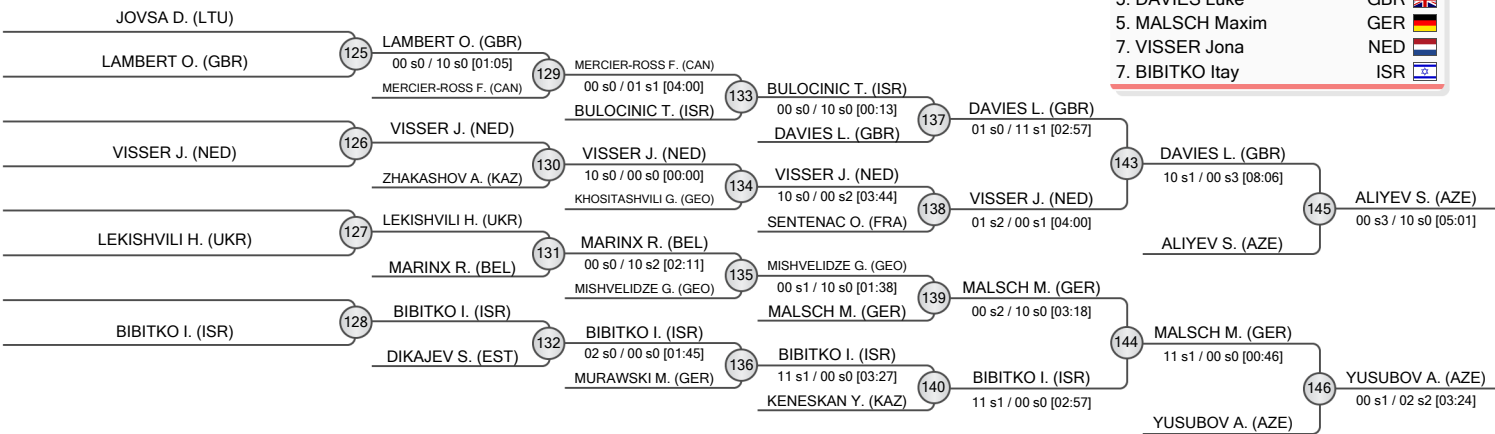 5. DAVIES Luke GBR
5. MALSCH Maxim GER
7. VISSER Jona NED
7. BIBITKO Itay ISR
JOVSA D. (LTU)
LAMBERT O. (GBR)
125
LAMBERT O. (GBR)
00 s0 / 10 s0 [01:05]
MERCIER-ROSS F. (CAN)
129
MERCIER-ROSS F. (CAN)
00 s0 / 01 s1 [04:00]
BULOCINIC T. (ISR)
133
BULOCINIC T. (ISR)
00 s0 / 10 s0 [00:13]
DAVIES L. (GBR)
137
DAVIES L. (GBR)
01 s0 / 11 s1 [02:57]
VISSER J. (NED)
126
VISSER J. (NED)
ZHAKASHOV A. (KAZ)
130
VISSER J. (NED)
10 s0 / 00 s0 [00:00]
KHOSITASHVILI G. (GEO)
134
VISSER J. (NED)
10 s0 / 00 s2 [03:44]
SENTENAC O. (FRA)
138
VISSER J. (NED)
01 s2 / 00 s1 [04:00]
143
DAVIES L. (GBR)
10 s1 / 00 s3 [08:06]
ALIYEV S. (AZE)
145
ALIYEV S. (AZE)
00 s3 / 10 s0 [05:01]
LEKISHVILI H. (UKR)
127
LEKISHVILI H. (UKR)
MARINX R. (BEL)
131
MARINX R. (BEL)
00 s0 / 10 s2 [02:11]
MISHVELIDZE G. (GEO)
135
MISHVELIDZE G. (GEO)
00 s1 / 10 s0 [01:38]
MALSCH M. (GER)
139
MALSCH M. (GER)
00 s2 / 10 s0 [03:18]
BIBITKO I. (ISR)
128
BIBITKO I. (ISR)
DIKAJEV S. (EST)
132
BIBITKO I. (ISR)
02 s0 / 00 s0 [01:45]
MURAWSKI M. (GER)
136
BIBITKO I. (ISR)
11 s1 / 00 s0 [03:27]
KENESKAN Y. (KAZ)
140
BIBITKO I. (ISR)
11 s1 / 00 s0 [02:57]
144
MALSCH M. (GER)
11 s1 / 00 s0 [00:46]
YUSUBOV A. (AZE)
146
YUSUBOV A. (AZE)
00 s1 / 02 s2 [03:24]